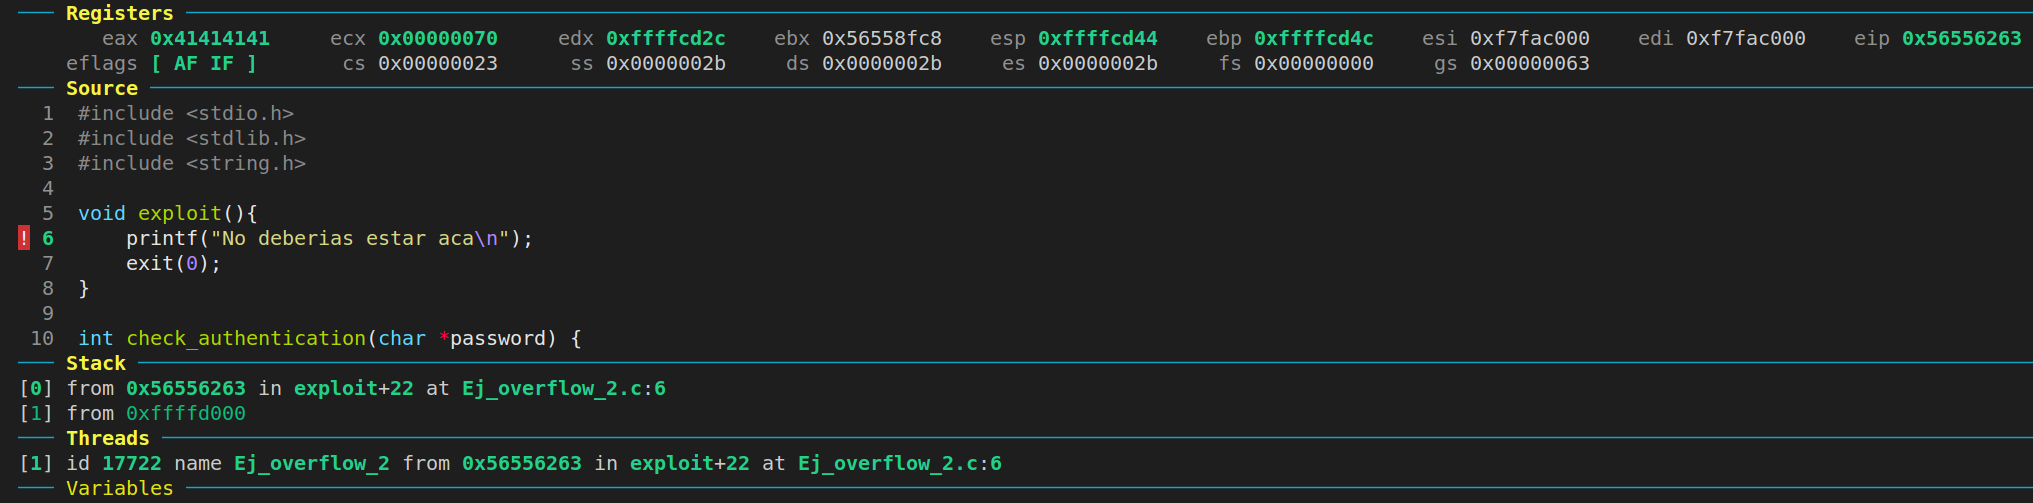 Registers
eax 0x41414141 ecx 0x00000070 edx 0xffffcd2c ebx 0x56558fc8 esp 0xffffcd44 ebp 0xffffcd4c esi 0xf7fac000 edi 0xf7fac000 eip 0x56556263
eflags [ AF IF ] cs 0x00000023 ss 0x0000002b ds 0x0000002b es 0x0000002b fs 0x00000000 gs 0x00000063
Source
1 #include <stdio.h>
2 #include <stdlib.h>
3 #include <string.h>
4
5 void exploit(){
! 6 printf("No deberias estar aca\n");
7 exit(0);
8 }
9
10 int check_authentication(char *password) {
Stack
[0] from 0x56556263 in exploit+22 at Ej_overflow_2.c:6
[1] from 0xffffd000
Threads
[1] id 17722 name Ej_overflow_2 from 0x56556263 in exploit+22 at Ej_overflow_2.c:6
Variables